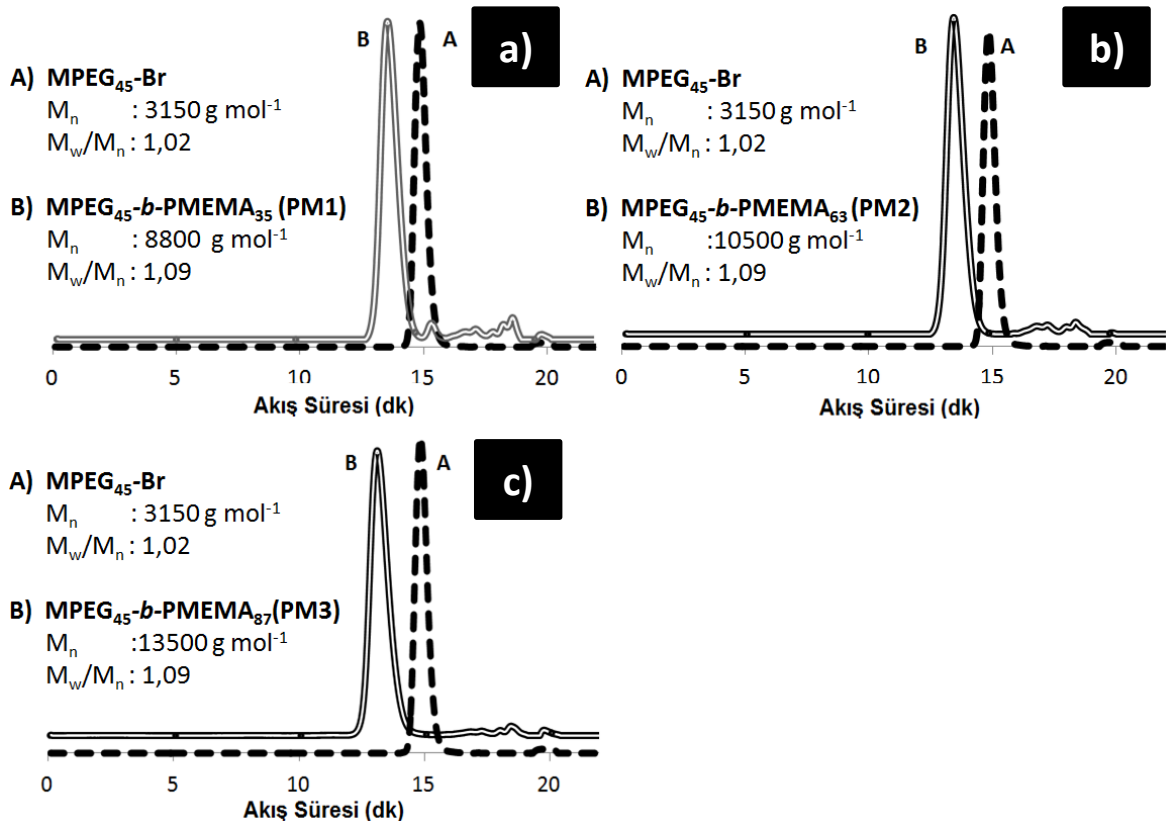 B A
a)
A) MPEG45-Br
Mn : 3150 g mol-1
Mw/Mn : 1,02
B) MPEG45-b-PMEMA35 (PM1)
Mn : 8800 g mol-1
Mw/Mn : 1,09
0 5 10 15 20
Akış Süresi (dk)
B A
b)
A) MPEG45-Br
Mn : 3150 g mol-1
Mw/Mn : 1,02
B) MPEG45-b-PMEMA63 (PM2)
Mn :10500 g mol-1
Mw/Mn : 1,09
0 5 10 15 20
Akış Süresi (dk)
B A
c)
A) MPEG45-Br
Mn : 3150 g mol-1
Mw/Mn : 1,02
B) MPEG45-b-PMEMA87(PM3)
Mn :13500 g mol-1
Mw/Mn : 1,09
0 5 10 15 20
Akış Süresi (dk)